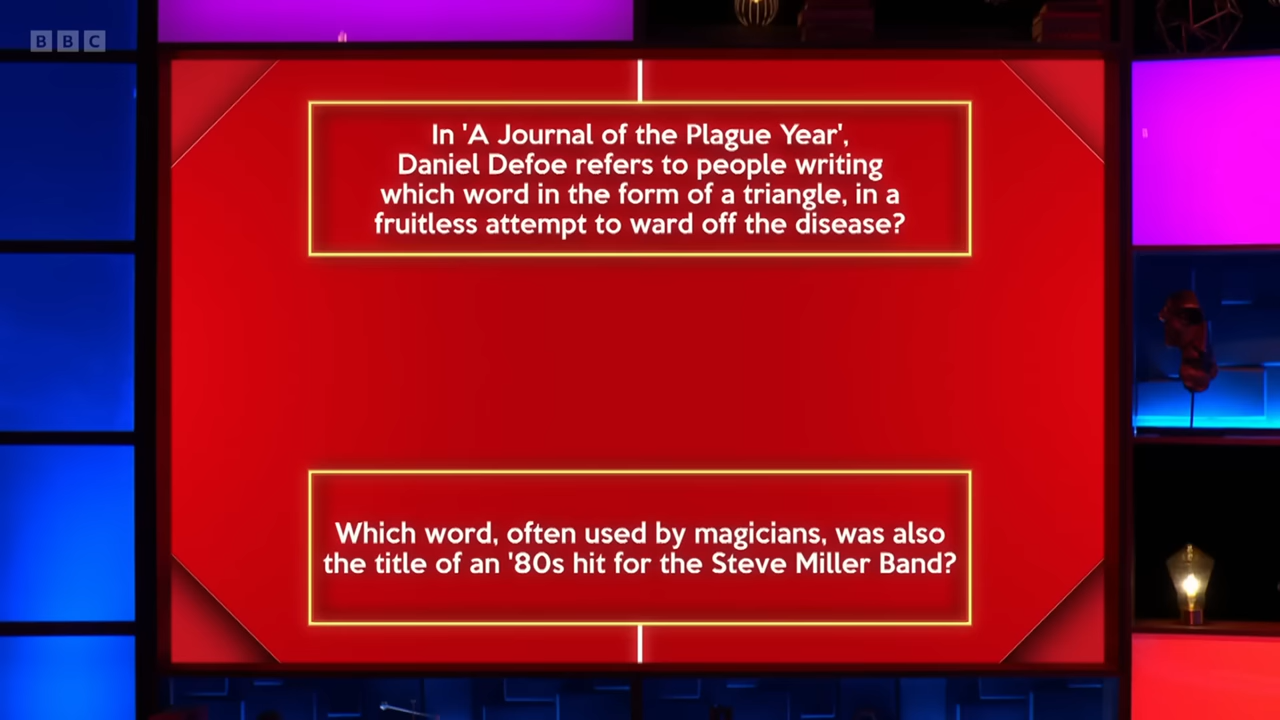 BBC
In 'A Journal of the Plague Year',
Daniel Defoe refers to people writing
which word in the form of a triangle, in a
fruitless attempt to ward off the disease?
Which word, often used by magicians, was also
the title of an '80s hit for the Steve Miller Band?